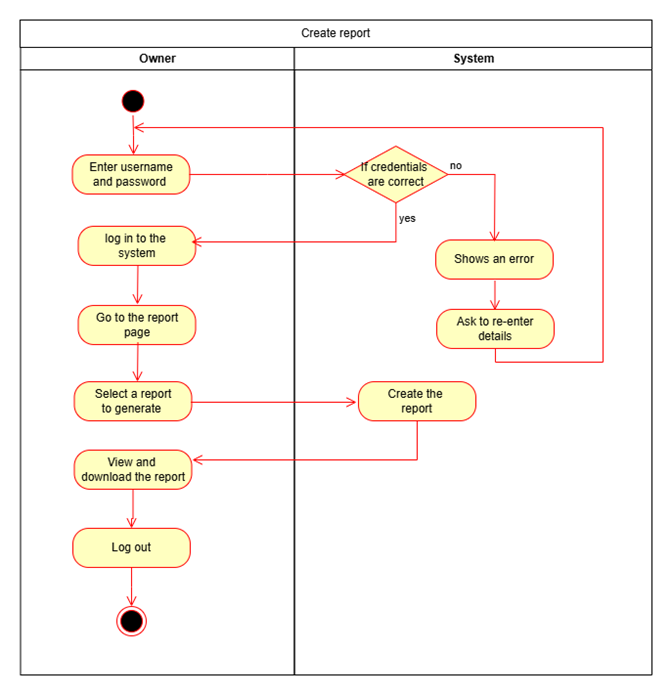 Create report
Owner
System
Enter username
and password
If credentials
are correct
no
yes
log in to the
system
Shows an error
Go to the report
page
Ask to re-enter
details
Select a report
to generate
Create the
report
View and
download the report
Log out